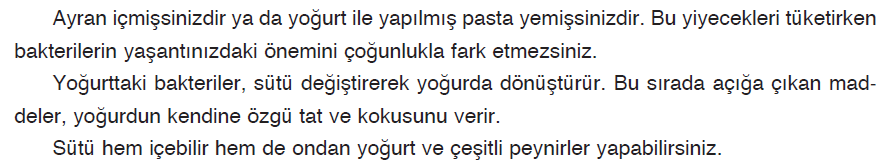 Ayran içmişsinizdir ya da yoğurt ile yapılmış pasta yemişsinizdir. Bu yiyecekleri tüketirken
bakterilerin yaşantınızdaki önemini çoğunlukla fark etmezsiniz.
Yoğurttaki bakteriler, sütü değiştirerek yoğurda dönüştürür. Bu sırada açığa çıkan mad-
deler, yoğurdun kendine özgü tat ve kokusunu verir.
Sütü hem içebilir hem de ondan yoğurt ve çeşitli peynirler yapabilirsiniz.